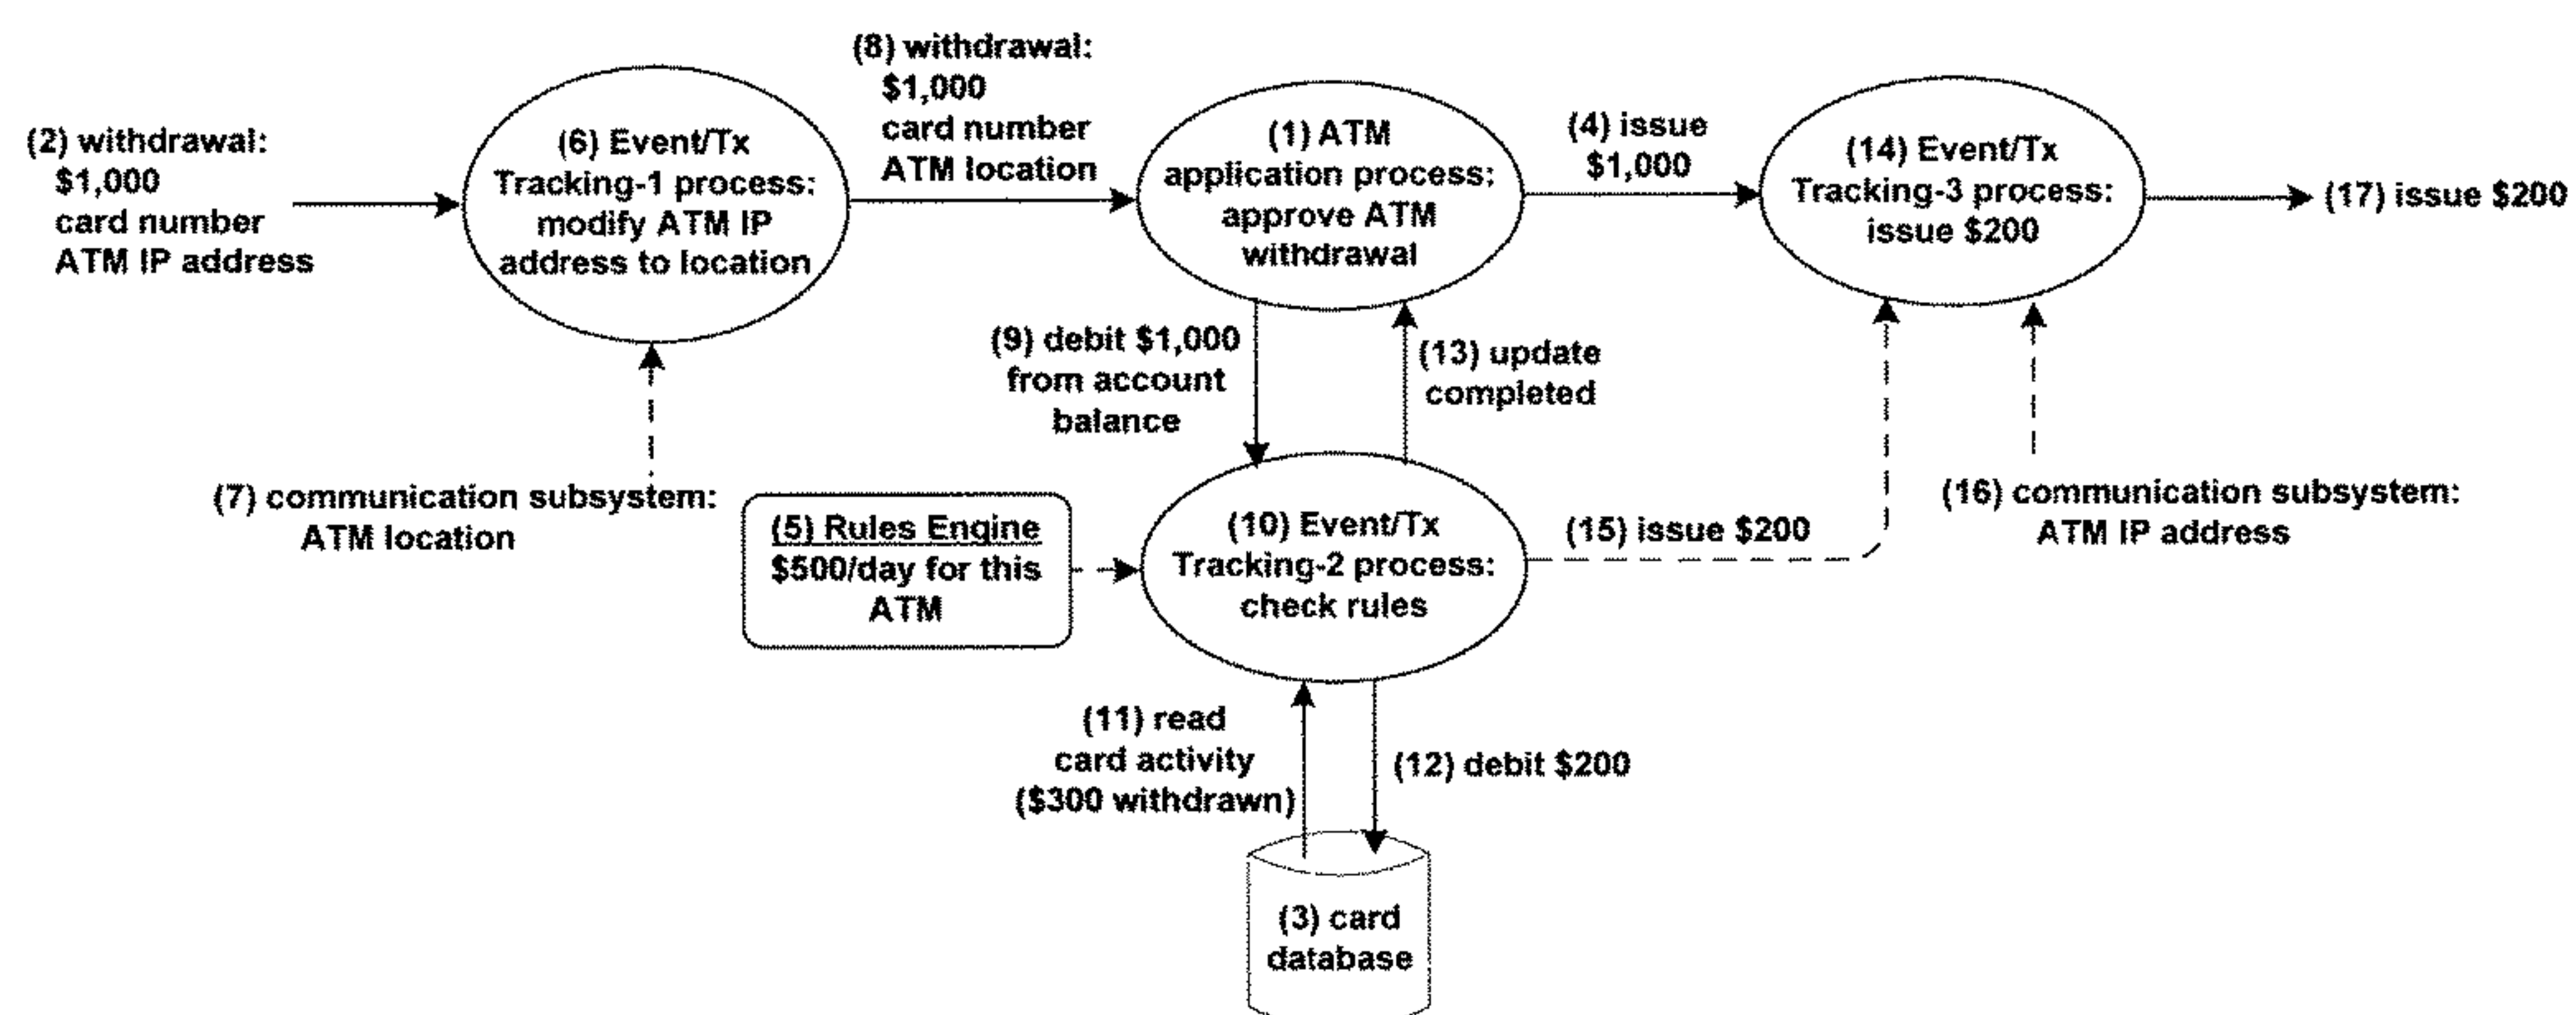 (2) withdrawal:
$1,000
card number
ATM IP address
(6) Event/Tx
Tracking-1 process:
modify ATM IP
address to location
(7) communication subsystem:
ATM location
(8) withdrawal:
$1,000
card number
ATM location
(1) ATM
application process:
approve ATM
withdrawal
(4) issue
$1,000
(14) Event/Tx
Tracking-3 process:
issue $200
(17) issue $200
(9) debit $1,000
from account
balance
(13) update
completed
(5) Rules Engine
$500/day for this
ATM
(10) Event/Tx
Tracking-2 process:
check rules
(15) issue $200
(16) communication subsystem:
ATM IP address
(11) read
card activity
($300 withdrawn)
(12) debit $200
(3) card
database